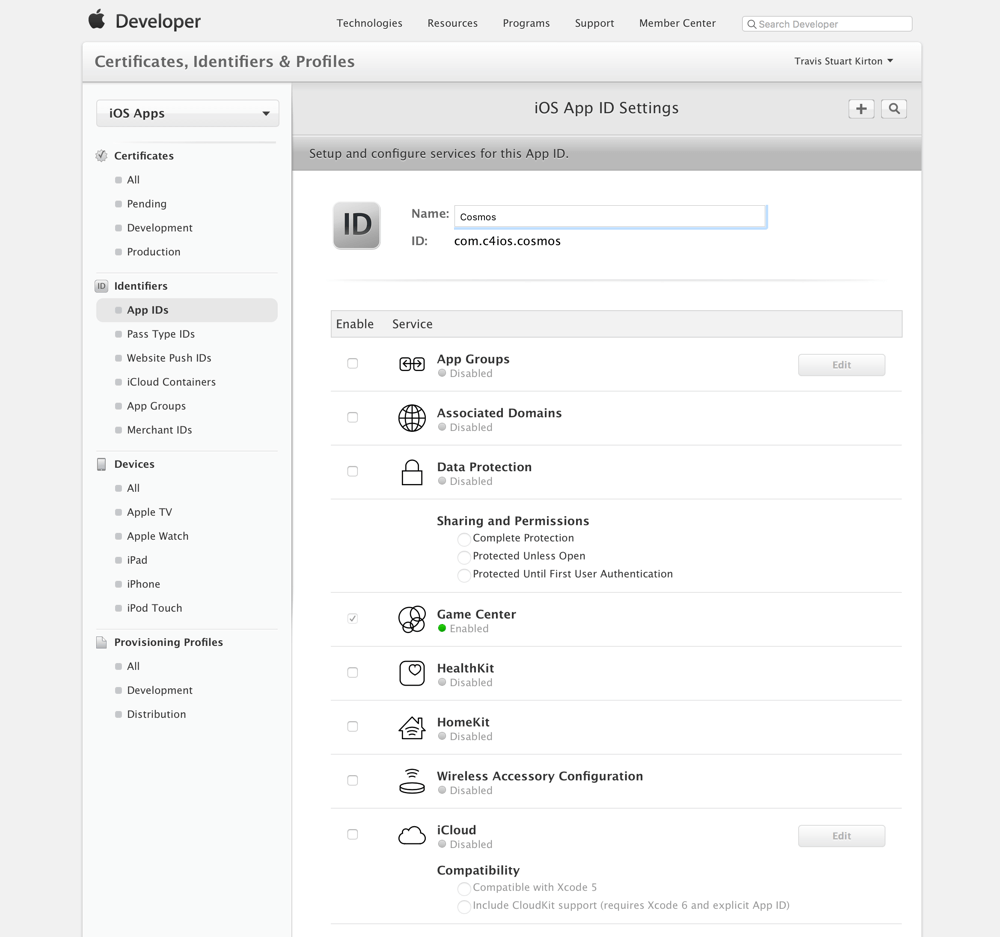 Developer
Technologies Resources Programs Support Member Center Search Developer
Certificates, Identifiers & Profiles
Travis Stuart Kirton
iOS Apps
Certificates
All
Pending
Development
Production
ID Identifiers
App IDs
Pass Type IDs
Website Push IDs
iCloud Containers
App Groups
Merchant IDs
Devices
All
Apple TV
Apple Watch
iPad
iPhone
iPod Touch
Provisioning Profiles
All
Development
Distribution
iOS App ID Settings
Setup and configure services for this App ID.
ID
Name: Cosmos
ID: com.c4ios.cosmos
Enable Service
App Groups
Disabled
Edit
Associated Domains
Disabled
Data Protection
Disabled
Sharing and Permissions
Complete Protection
Protected Unless Open
Protected Until First User Authentication
Game Center
Enabled
HealthKit
Disabled
HomeKit
Disabled
Wireless Accessory Configuration
Disabled
iCloud
Disabled
Edit
Compatibility
Compatible with Xcode 5
Include CloudKit support (requires Xcode 6 and explicit App ID)